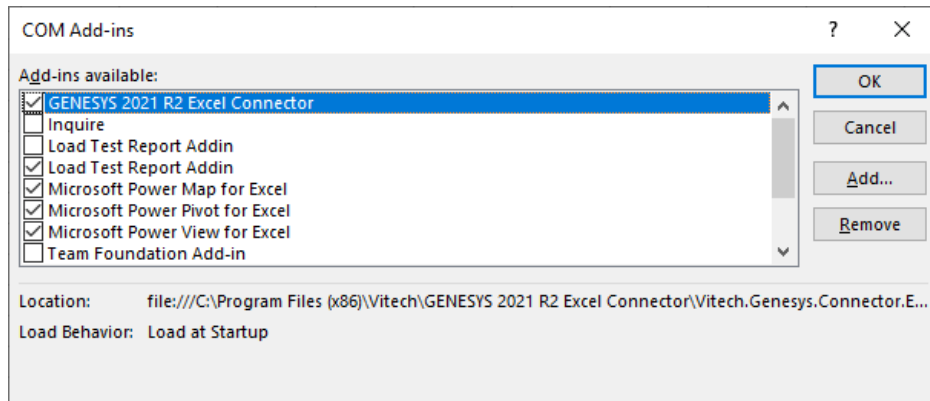 COM Add-ins ?
Add-ins available:
GENESYS 2021 R2 Excel Connector
Inquire
Load Test Report Addin
Load Test Report Addin
Microsoft Power Map for Excel
Microsoft Power Pivot for Excel
Microsoft Power View for Excel
Team Foundation Add-in
OK
Cancel
Add...
Remove
Location: file:///C:\Program Files (x86)\Vitech\GENESYS 2021 R2 Excel Connector\Vitech.Genesys.Connector.E...
Load Behavior: Load at Startup